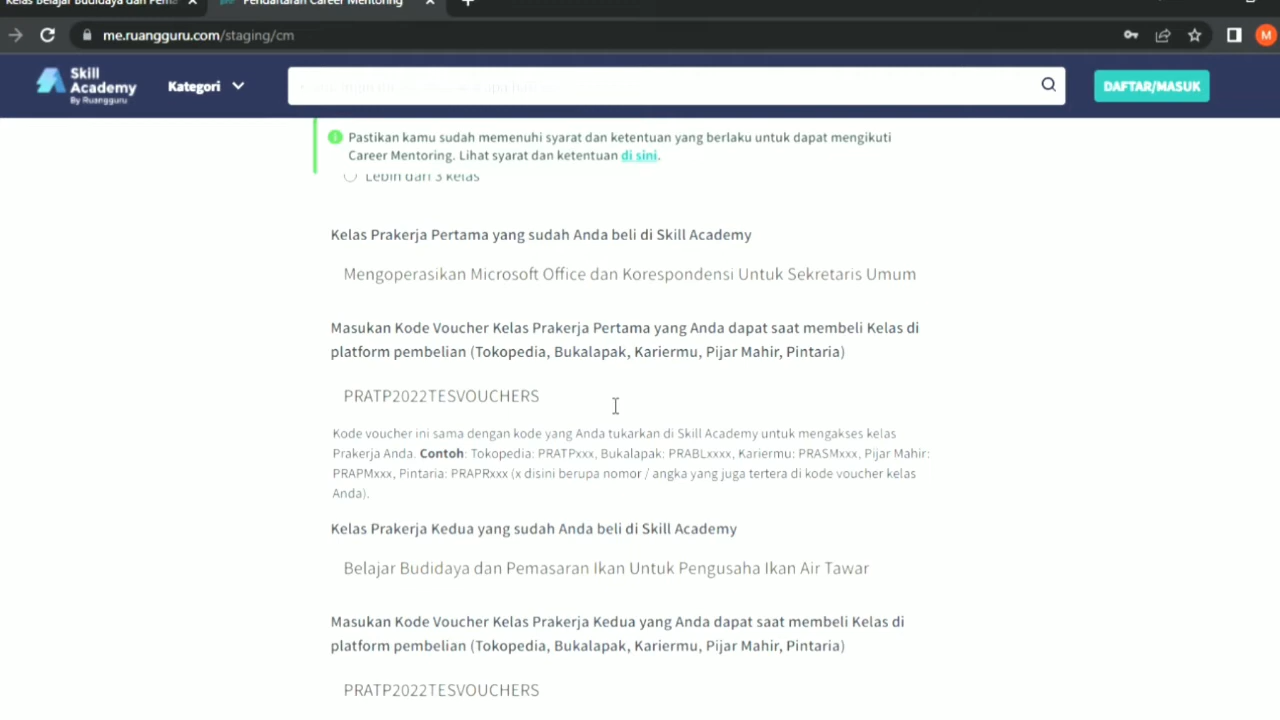 Pendaftaran Career Mentoring
me.ruangguru.com/staging/cm
M
Skill
Academy
By Ruangguru
Kategori
DAFTAR/MASUK
Pastikan kamu sudah memenuhi syarat dan ketentuan yang berlaku untuk dapat mengikuti
Career Mentoring. Lihat syarat dan ketentuan di sini.
Lebih dari 3 kelas
Kelas Prakerja Pertama yang sudah Anda beli di Skill Academy
Mengoperasikan Microsoft Office dan Korespondensi Untuk Sekretaris Umum
Masukan Kode Voucher Kelas Prakerja Pertama yang Anda dapat saat membeli Kelas di
platform pembelian (Tokopedia, Bukalapak, Kariermu, Pijar Mahir, Pintaria)
PRATP2022TESVOUCHERS
Kode voucher ini sama dengan kode yang Anda tukarkan di Skill Academy untuk mengakses kelas
Prakerja Anda. Contoh: Tokopedia: PRATPxxx, Bukalapak: PRABLxxxx, Kariermu: PRASMxxx, Pijar Mahir:
PRAPMxxx, Pintaria: PRAPRxxx (x disini berupa nomor / angka yang juga tertera di kode voucher kelas
Anda).
Kelas Prakerja Kedua yang sudah Anda beli di Skill Academy
Belajar Budidaya dan Pemasaran Ikan Untuk Pengusaha Ikan Air Tawar
Masukan Kode Voucher Kelas Prakerja Kedua yang Anda dapat saat membeli Kelas di
platform pembelian (Tokopedia, Bukalapak, Kariermu, Pijar Mahir, Pintaria)
PRATP2022TESVOUCHERS